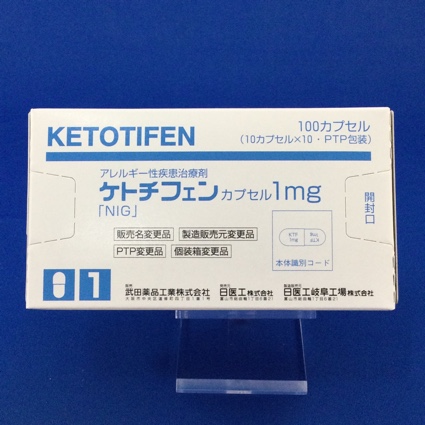 KETOTIFEN
100カプセル
(10カプセル×10・PTP包装)
アレルギー性疾患治療剤
ケトチフェンカプセル1mg
「NIG」
開封口
販売名変更品 製造販売元変更品
PTP変更品 個装箱変更品
KTP
1mg
本体識別コード
1
武田薬品工業株式会社
日医工株式会社
日医工岐阜工場株式会社